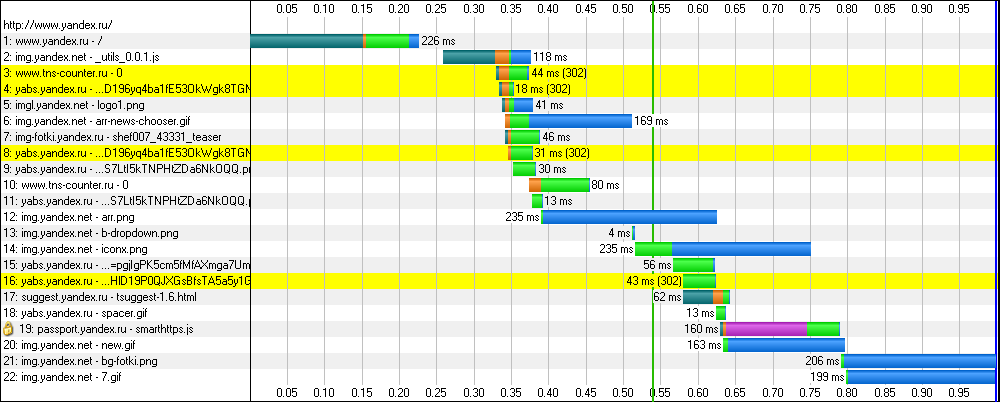 0.05 0.10 0.15 0.20 0.25 0.30 0.35 0.40 0.45 0.50 0.55 0.60 0.65 0.70 0.75 0.80 0.85 0.90 0.95
http://www.yandex.ru/
1: www.yandex.ru - / 226 ms
2: img.yandex.net - _utils_0.0.1.js 118 ms
3: www.tns-counter.ru - 0 44 ms (302)
4: yabs.yandex.ru - 18 ms (302)
5: imgl.yandex.net - logo1.png 41 ms
6: img.yandex.net - arr-news-chooser.gif 169 ms
7: img-fotki.yandex.ru - shef007_43331_teaser 46 ms
8: yabs.yandex.ru - 31 ms (302)
9: yabs.yandex.ru - 30 ms
10: www.tns-counter.ru - 0 80 ms
11: yabs.yandex.ru - 13 ms
12: img.yandex.net - arr.png 235 ms
13: img.yandex.net - b-dropdown.png 4 ms
14: img.yandex.net - iconx.png 235 ms
15: yabs.yandex.ru - 56 ms
16: yabs.yandex.ru - 43 ms (302)
17: suggest.yandex.ru - tsuggest-1.6.html 62 ms
18: yabs.yandex.ru - spacer.gif 13 ms
19: passport.yandex.ru - smarthttps.js 160 ms
20: img.yandex.net - new.gif 163 ms
21: img.yandex.net - bg-fotki.png 206 ms
22: img.yandex.net - 7.gif 199 ms
0.05 0.10 0.15 0.20 0.25 0.30 0.35 0.40 0.45 0.50 0.55 0.60 0.65 0.70 0.75 0.80 0.85 0.90 0.95